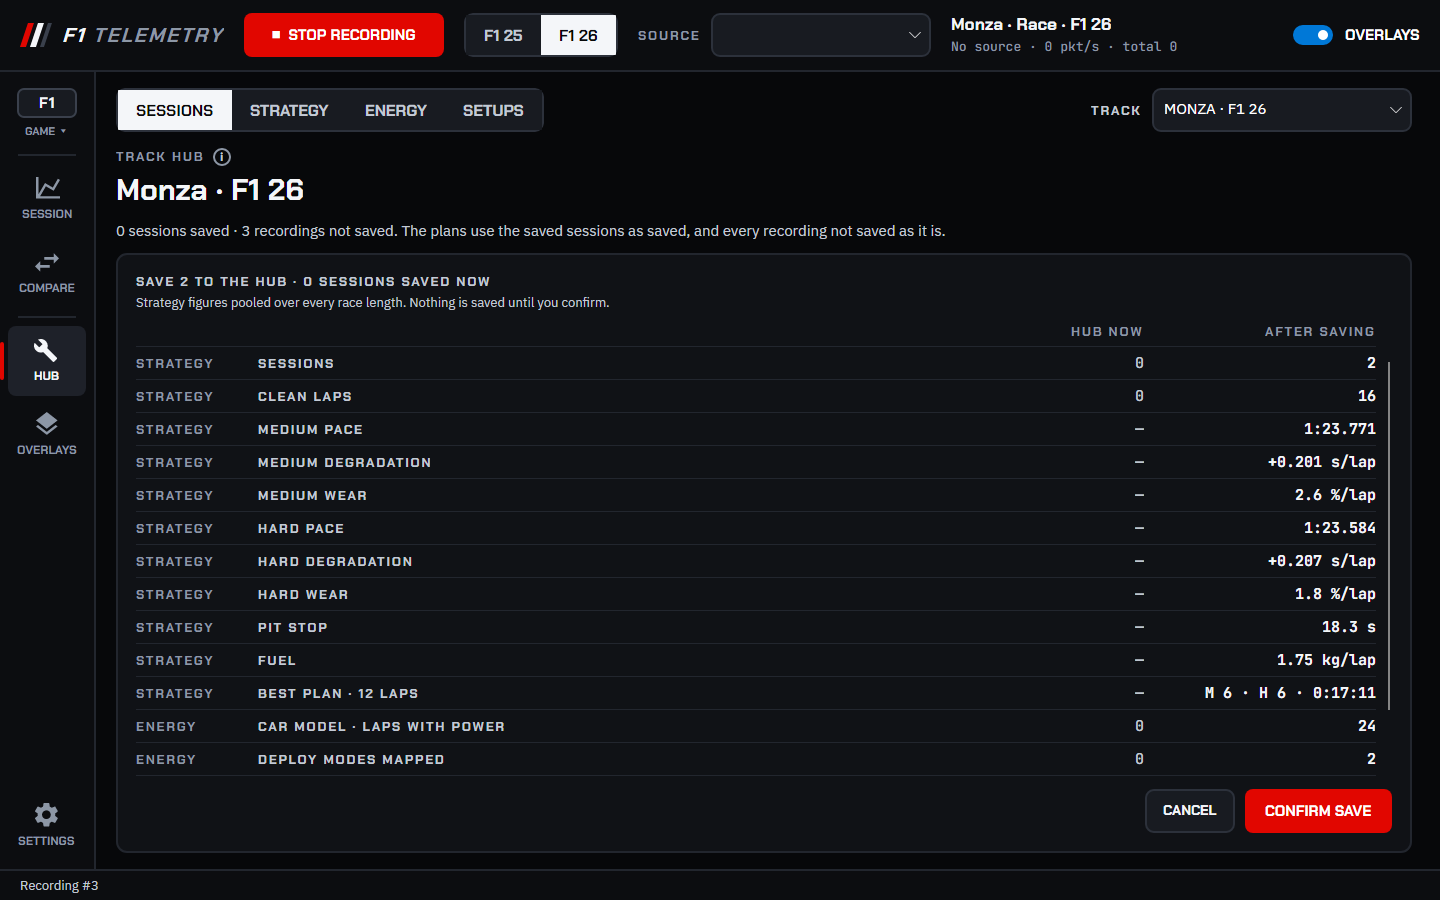 F1 TELEMETRY
STOP RECORDING
F1 25
F1 26
SOURCE
Monza · Race · F1 26
No source · 0 pkt/s · total 0
OVERLAYS
F1
GAME
SESSION
COMPARE
HUB
OVERLAYS
SETTINGS
SESSIONS
STRATEGY
ENERGY
SETUPS
TRACK
MONZA · F1 26
TRACK HUB
Monza · F1 26
0 sessions saved · 3 recordings not saved. The plans use the saved sessions as saved, and every recording not saved as it is.
SAVE 2 TO THE HUB · 0 SESSIONS SAVED NOW
Strategy figures pooled over every race length. Nothing is saved until you confirm.
HUB NOW AFTER SAVING
STRATEGY SESSIONS 0 2
STRATEGY CLEAN LAPS 0 16
STRATEGY MEDIUM PACE — 1:23.771
STRATEGY MEDIUM DEGRADATION — +0.201 s/lap
STRATEGY MEDIUM WEAR — 2.6 %/lap
STRATEGY HARD PACE — 1:23.584
STRATEGY HARD DEGRADATION — +0.207 s/lap
STRATEGY HARD WEAR — 1.8 %/lap
STRATEGY PIT STOP — 18.3 s
STRATEGY FUEL — 1.75 kg/lap
STRATEGY BEST PLAN · 12 LAPS — M 6 · H 6 · 0:17:11
ENERGY CAR MODEL · LAPS WITH POWER 0 24
ENERGY DEPLOY MODES MAPPED 0 2
CANCEL
CONFIRM SAVE
Recording #3